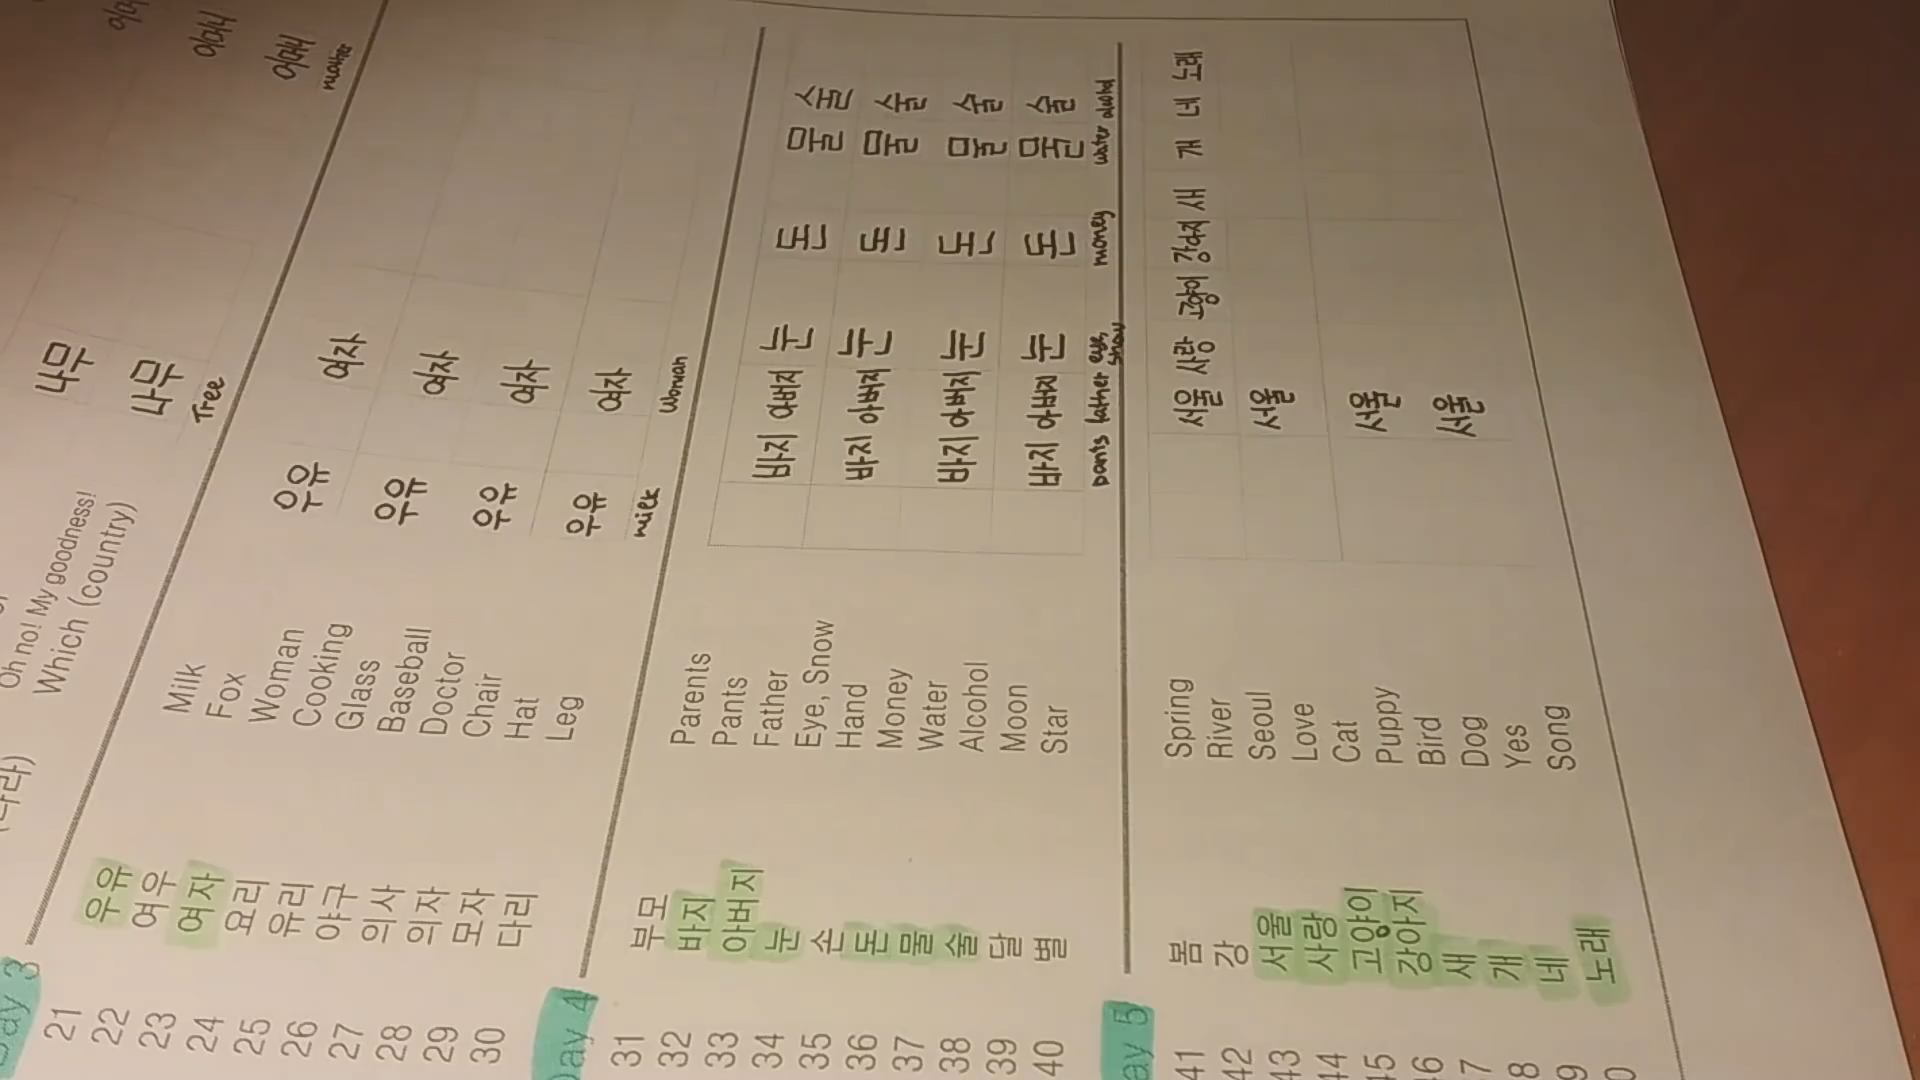 Oh no! My goodness!
Which (country)
나무
나무
Tree
어머
어머
mother
Day 3
21 우유 Milk
22 여우 Fox
23 여자 Woman
24 요리 Cooking
25 유리 Glass
26 야구 Baseball
27 의사 Doctor
28 의자 Chair
29 모자 Hat
30 다리 Leg
우유 여자
우유 여자
우유 여자
우유 여자
milk woman
Day 4
31 부모 Parents
32 바지 Pants
33 아버지 Father
34 눈 Eye, Snow
35 손 Hand
36 돈 Money
37 물 Water
38 술 Alcohol
39 달 Moon
40 별 Star
바지 아버지 눈 돈 물 술
바지 아버지 눈 돈 물 술
바지 아버지 눈 돈 물 술
바지 아버지 눈 돈 물 술
pants father eye, snow money water alcohol
ay 5
41 봄 Spring
42 강 River
43 서울 Seoul
44 사랑 Love
45 고양이 Cat
강아지 Puppy
새 Bird
개 Dog
네 Yes
노래 Song
서울 사랑 고양이 강아지 새 개 네 노래
서울
서울
서울